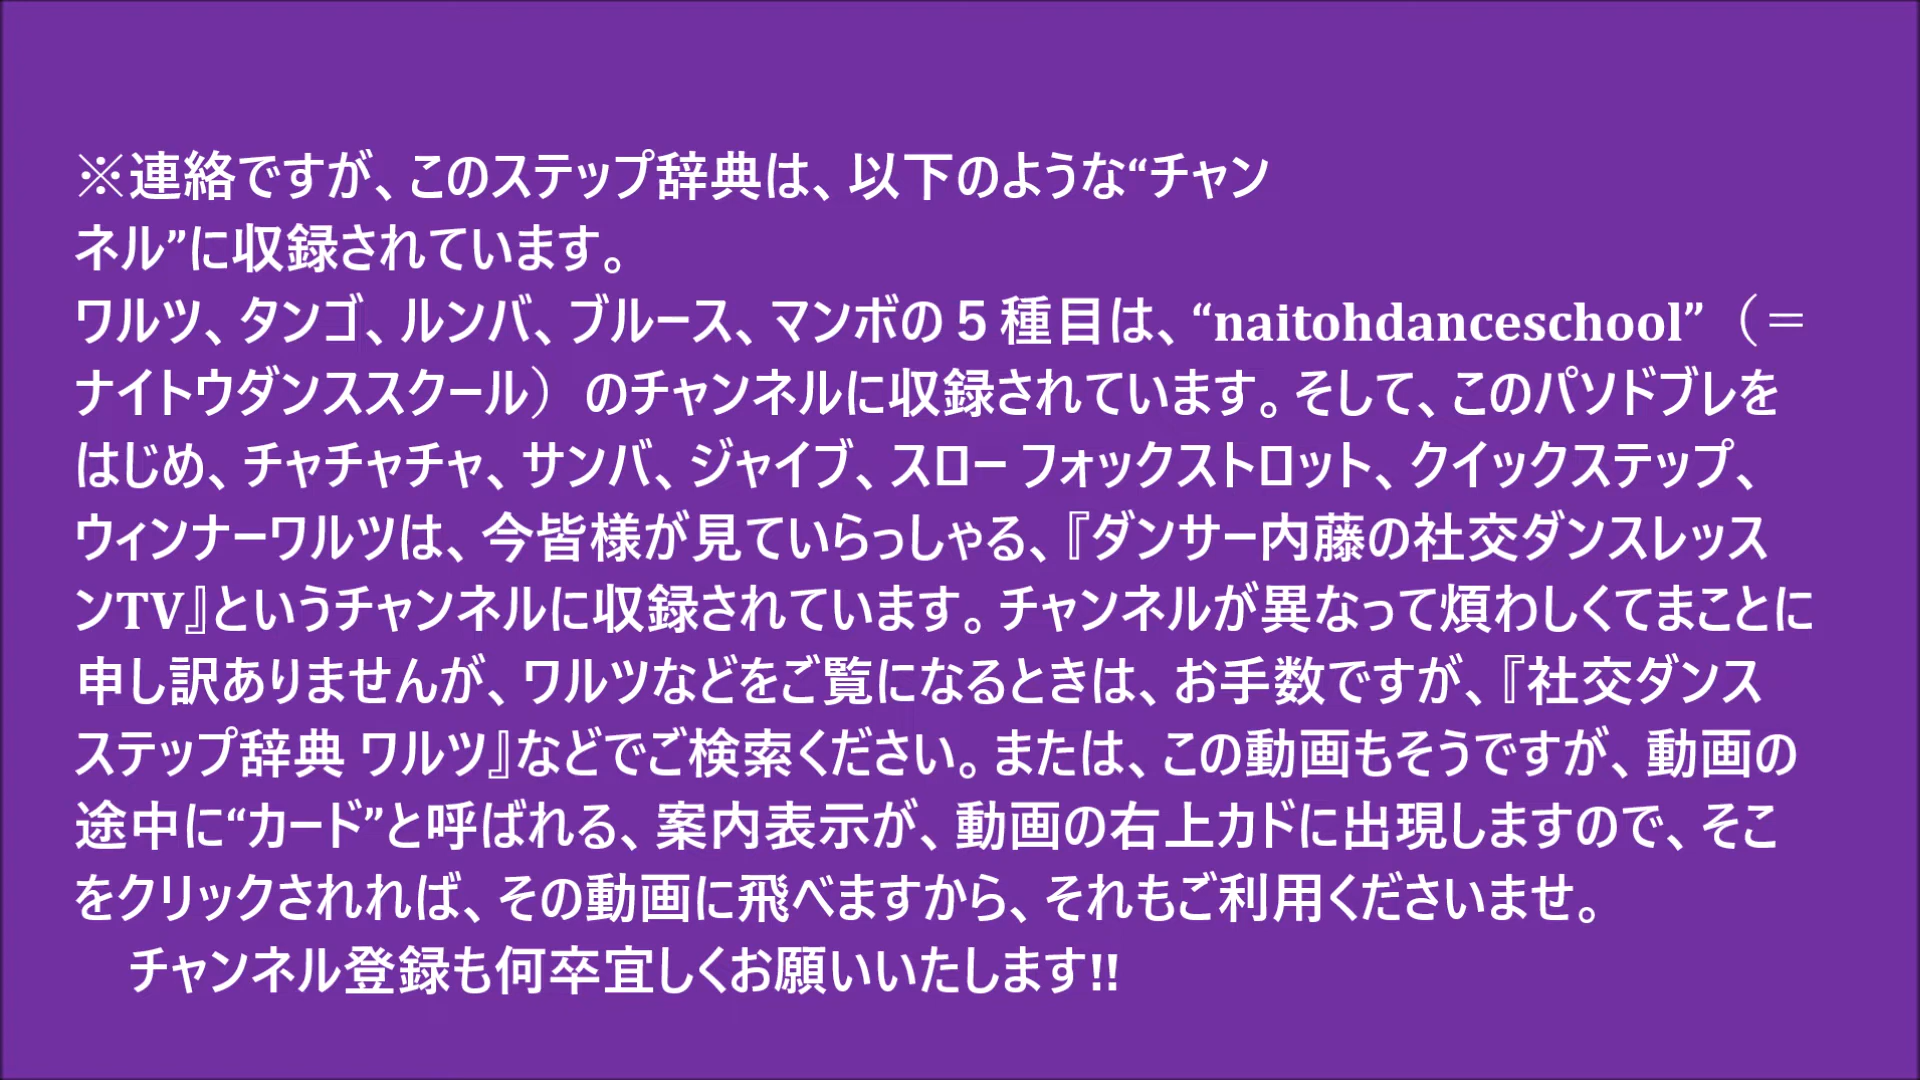 ※連絡ですが、このステップ辞典は、以下のような“チャン
ネル”に収録されています。
ワルツ、タンゴ、ルンバ、ブルース、マンボの５種目は、“naitohdanceschool”（＝
ナイトウダンススクール）のチャンネルに収録されています。そして、このパソドブレを
はじめ、チャチャチャ、サンバ、ジャイブ、スロー フォックストロット、クイックステップ、
ウィンナーワルツは、今皆様が見ていらっしゃる、『ダンサー内藤の社交ダンスレッス
ンTV』というチャンネルに収録されています。チャンネルが異なって煩わしくてまことに
申し訳ありませんが、ワルツなどをご覧になるときは、お手数ですが、『社交ダンス
ステップ辞典 ワルツ』などでご検索ください。または、この動画もそうですが、動画の
途中に“カード”と呼ばれる、案内表示が、動画の右上カドに出現しますので、そこ
をクリックされれば、その動画に飛べますから、それもご利用くださいませ。
チャンネル登録も何卒宜しくお願いいたします!!